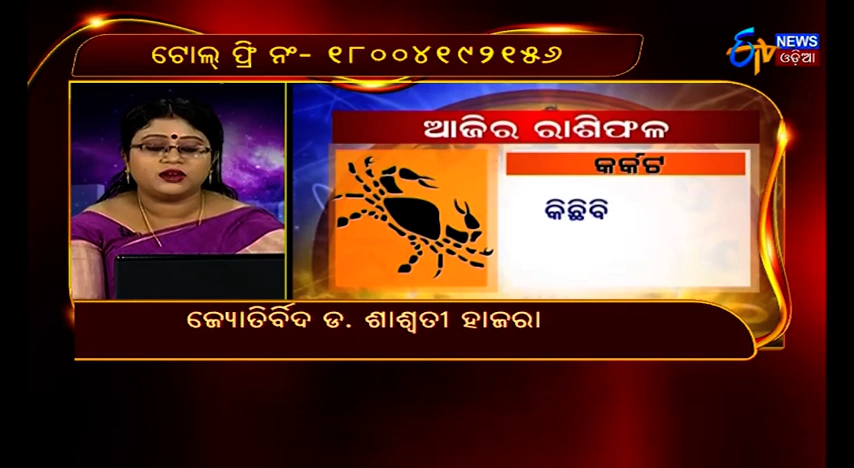 ଟୋଲ୍ ଫ୍ରି ନଂ- ୧୮୦୦୪୧୯୨୧୫୬
ETV NEWS
ଓଡ଼ିଆ
ଆଜିର ରାଶିଫଳ
କର୍କଟ
କିଛିବି
ଜ୍ୟୋତିର୍ବିଦ ଡ. ଶାଶ୍ୱତୀ ହାଜରା